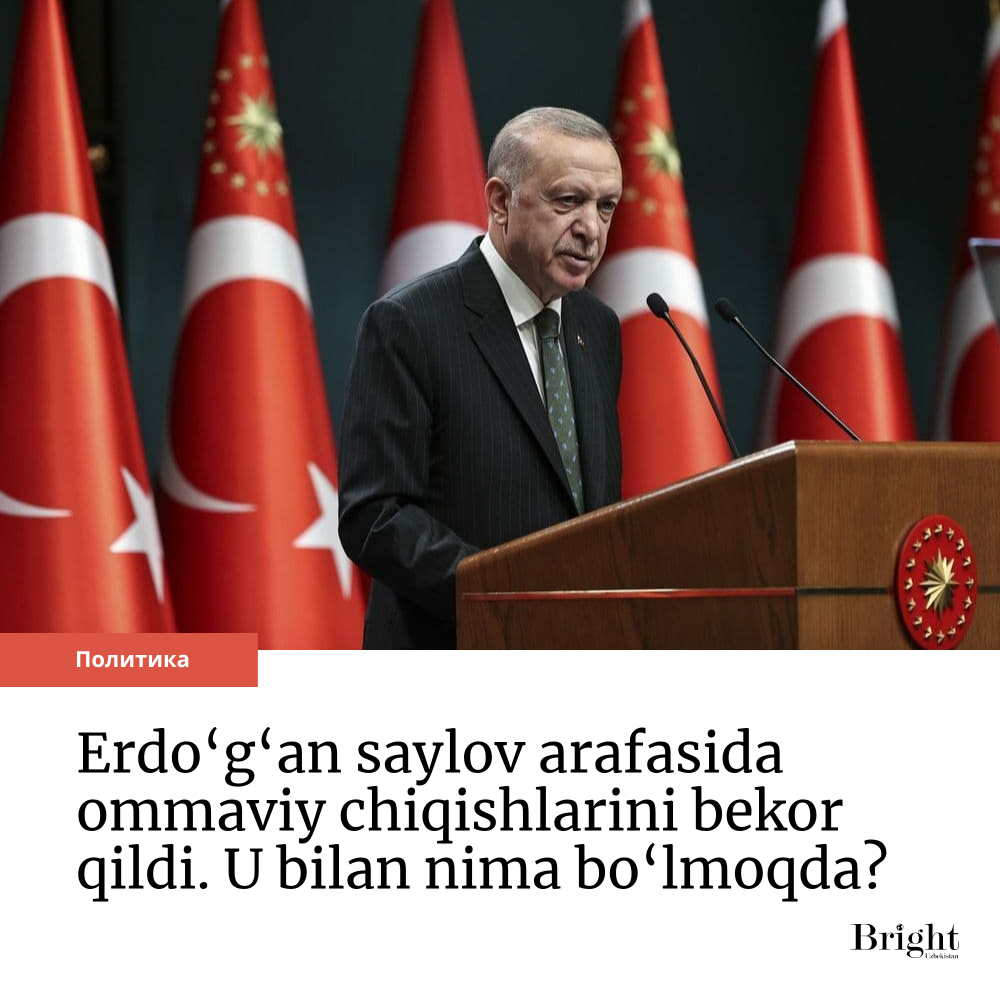 Политика
Erdo‘g‘an saylov arafasida
ommaviy chiqishlarini bekor
qildi. U bilan nima bo‘lmoqda?
Bright
Uzbekistan